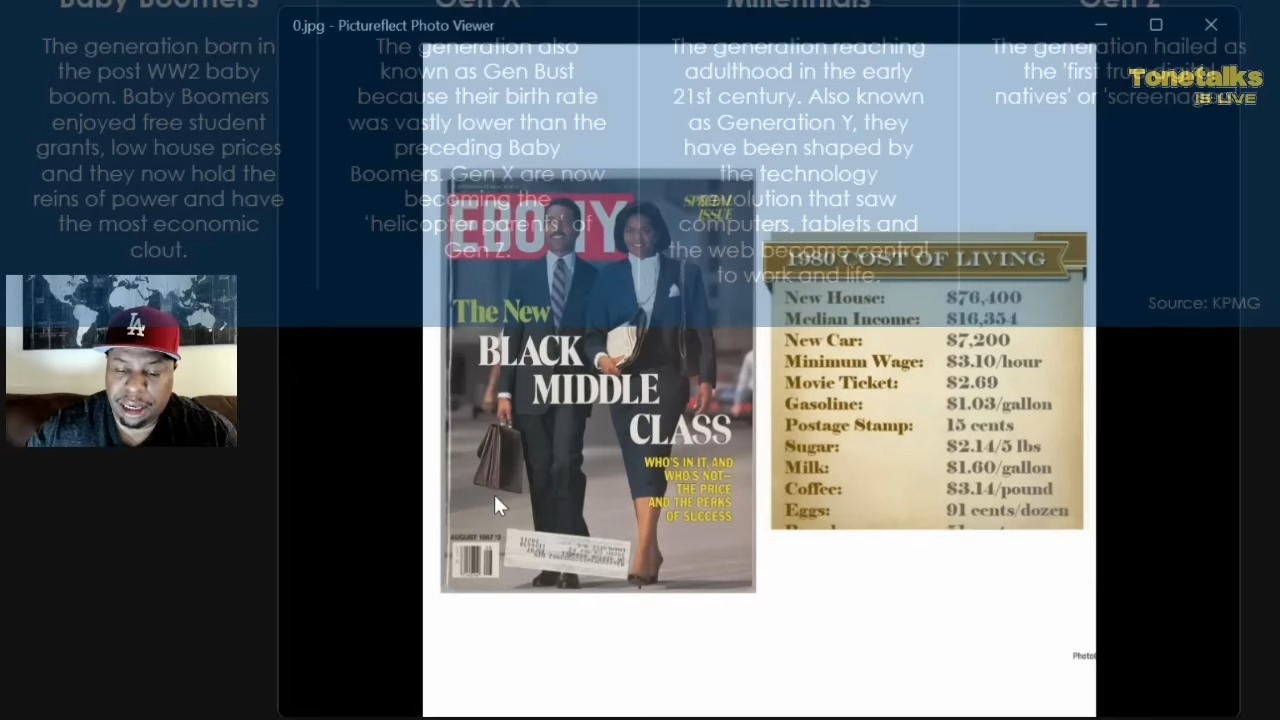 Baby Boomers
The generation born in
the post WW2 baby
boom. Baby Boomers
enjoyed free student
grants, low house prices
and they now hold the
reins of power and have
the most economic
clout.
Gen X
The generation also
known as Gen Bust
because their birth rate
was vastly lower than the
preceding Baby
Boomers. Gen X are now
becoming the
'helicopter parents' of
Gen Z.
Millennials
The generation reaching
adulthood in the early
21st century. Also known
as Generation Y, they
have been shaped by
the technology
olution that saw
computers, tablets and
the web become central
to work and life.
Gen Z
The generation hailed as
the 'first true digital
natives' or 'screenagers'
Source: KPMG
0.jpg - Pictureflect Photo Viewer
Tonetalks
IS LIVE
LA
EBONY
SPECIAL
ISSUE
The New
BLACK
MIDDLE
CLASS
WHO'S IN IT, AND
WHO'S NOT—
THE PRICE
AND THE PERKS
OF SUCCESS
AUGUST 1987
1980 COST OF LIVING
New House: $76,400
Median Income: $16,354
New Car: $7,200
Minimum Wage: $3.10/hour
Movie Ticket: $2.69
Gasoline: $1.03/gallon
Postage Stamp: 15 cents
Sugar: $2.14/5 lbs
Milk: $1.60/gallon
Coffee: $3.14/pound
Eggs: 91 cents/dozen